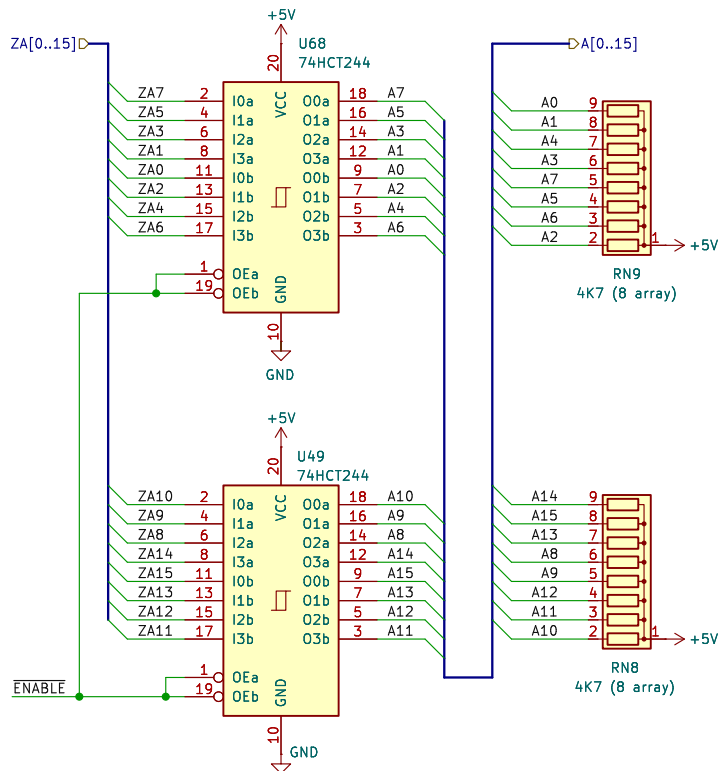 +5V
ZA[0..15]
U68
74HCT244
A[0..15]
20
VCC
ZA7 2 I0a O0a 18 A7
ZA5 4 I1a O1a 16 A5
ZA3 6 I2a O2a 14 A3
ZA1 8 I3a O3a 12 A1
ZA0 11 I0b O0b 9 A0
ZA2 13 I1b O1b 7 A2
ZA4 15 I2b O2b 5 A4
ZA6 17 I3b O3b 3 A6
1 OEa
19 OEb
GND
10
GND
A0 9
A1 8
A4 7
A3 6
A7 5
A5 4
A6 3
A2 2 1 +5V
RN9
4K7 (8 array)
+5V
U49
74HCT244
20
VCC
ZA10 2 I0a O0a 18 A10
ZA9 4 I1a O1a 16 A9
ZA8 6 I2a O2a 14 A8
ZA14 8 I3a O3a 12 A14
ZA15 11 I0b O0b 9 A15
ZA13 13 I1b O1b 7 A13
ZA12 15 I2b O2b 5 A12
ZA11 17 I3b O3b 3 A11
1 OEa
19 OEb
GND
10
GND
ENABLE
A14 9
A15 8
A13 7
A8 6
A9 5
A12 4
A11 3
A10 2 1 +5V
RN8
4K7 (8 array)